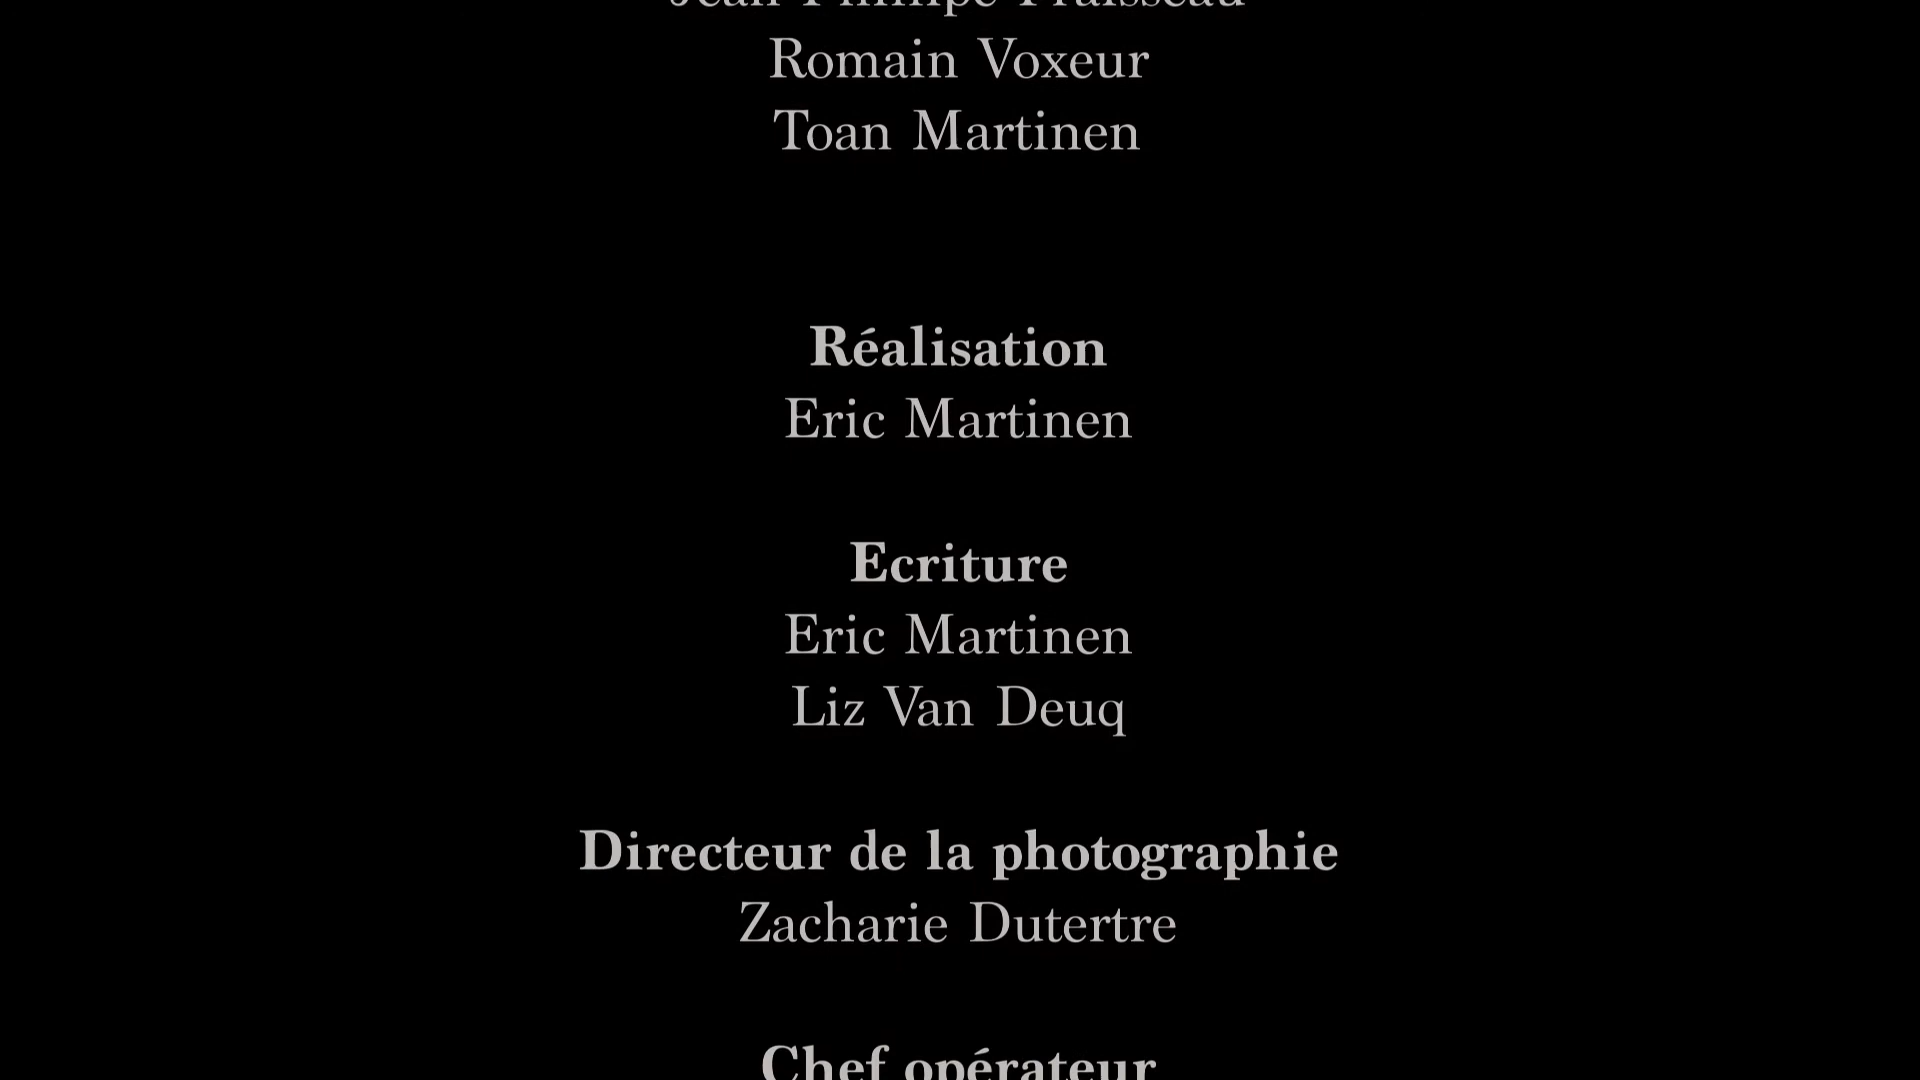 Romain Voxeur
Toan Martinen
Réalisation
Eric Martinen
Ecriture
Eric Martinen
Liz Van Deuq
Directeur de la photographie
Zacharie Dutertre
Chef opérateur